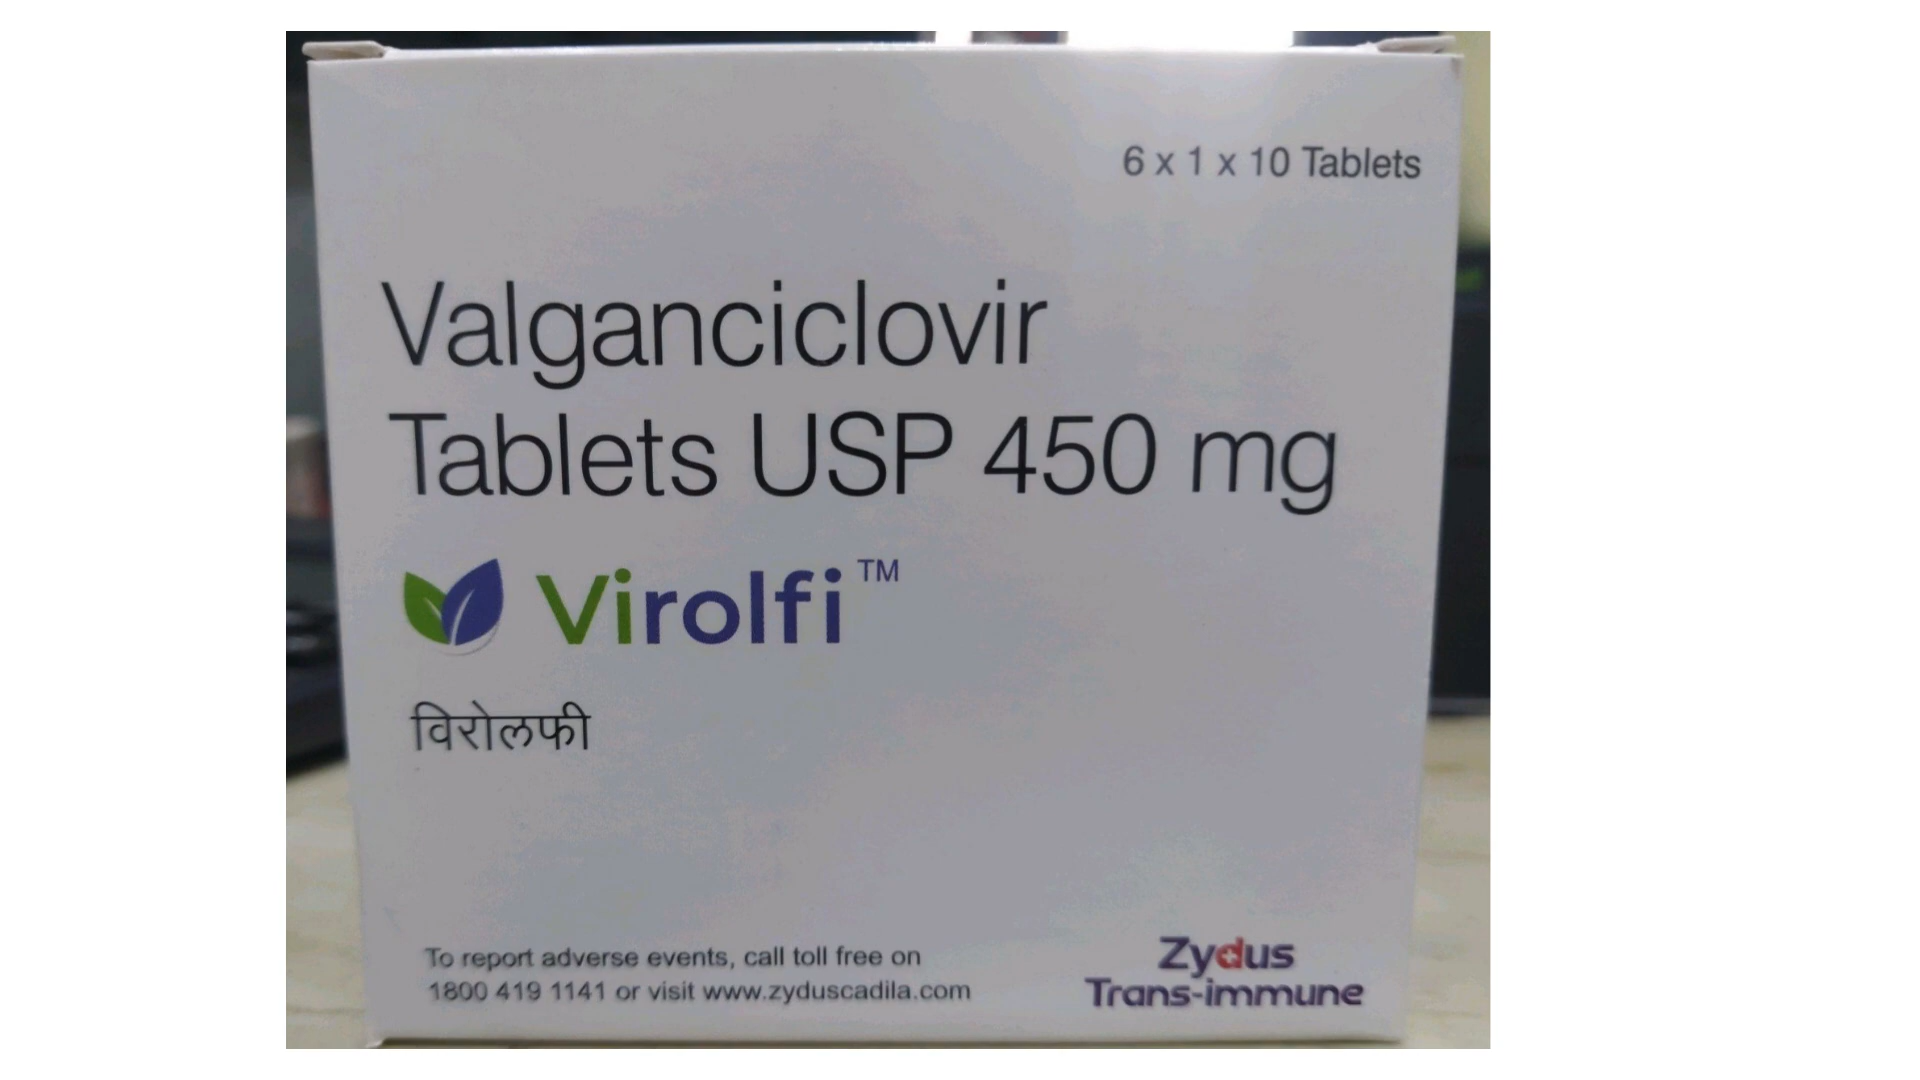 6 x 1 x 10 Tablets
Valganciclovir
Tablets USP 450 mg
Virolfi™
विरोलफी
To report adverse events, call toll free on
1800 419 1141 or visit www.zyduscadila.com
Zydus
Trans-immune